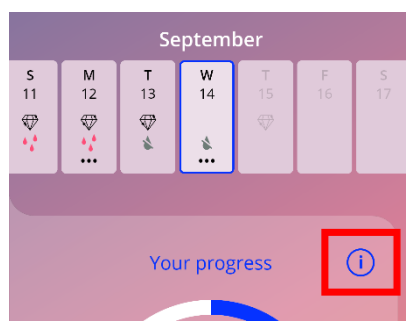 September
S M T W T F S
11 12 13 14 15 16 17
Your progress
i